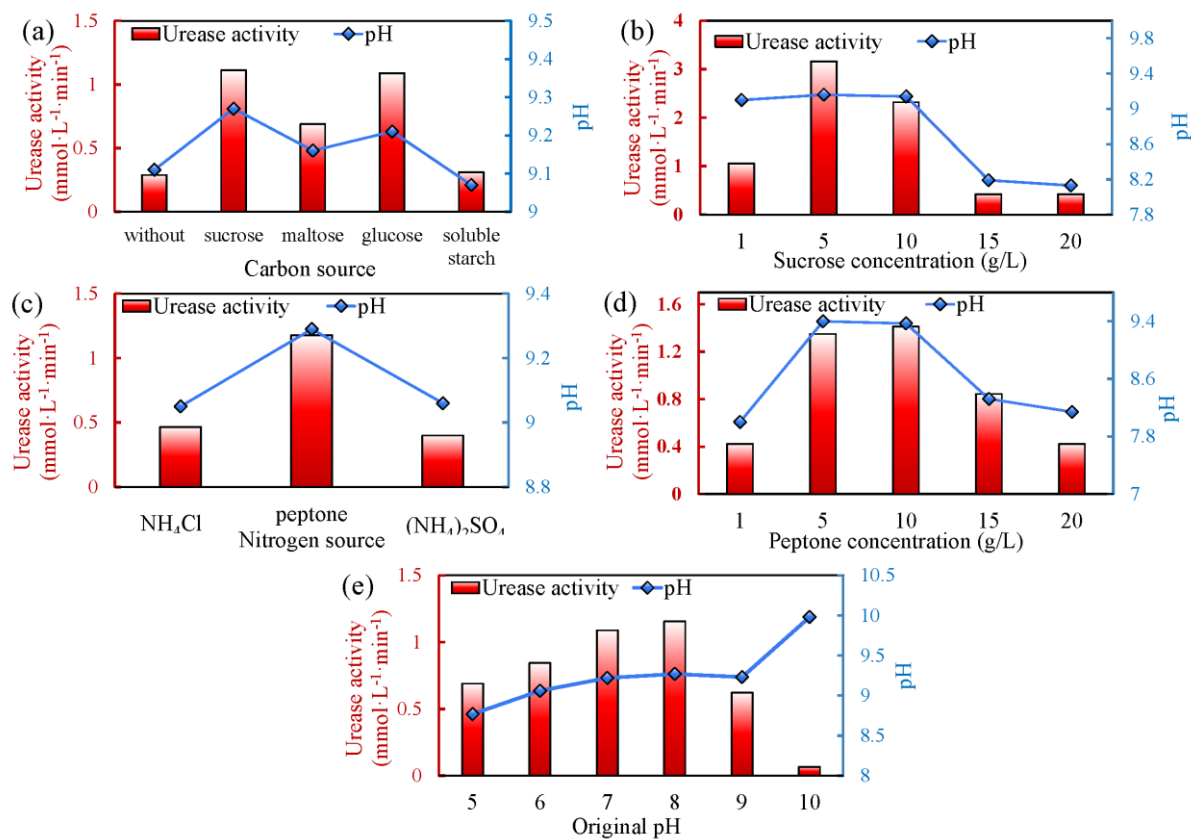 (a)
Urease activity
pH
Urease activity
(mmol·L⁻¹·min⁻¹)
1.5
1
0.5
0
9.5
9.4
9.3
9.2
9.1
9
pH
without sucrose maltose glucose soluble
starch
Carbon source
(b)
Urease activity
pH
Urease activity
(mmol·L⁻¹·min⁻¹)
4
3
2
1
0
9.8
9.4
9
8.6
8.2
7.8
pH
1 5 10 15 20
Sucrose concentration (g/L)
(c)
Urease activity
pH
Urease activity
(mmol·L⁻¹·min⁻¹)
1.5
1
0.5
0
9.4
9.2
9
8.8
pH
NH₄Cl peptone (NH₄)₂SO₄
Nitrogen source
(d)
Urease activity
pH
Urease activity
(mmol·L⁻¹·min⁻¹)
1.6
1.2
0.8
0.4
0
9.4
8.6
7.8
7
pH
1 5 10 15 20
Peptone concentration (g/L)
(e)
Urease activity
pH
Urease activity
(mmol·L⁻¹·min⁻¹)
1.5
1
0.5
0
10.5
10
9.5
9
8.5
8
pH
5 6 7 8 9 10
Original pH